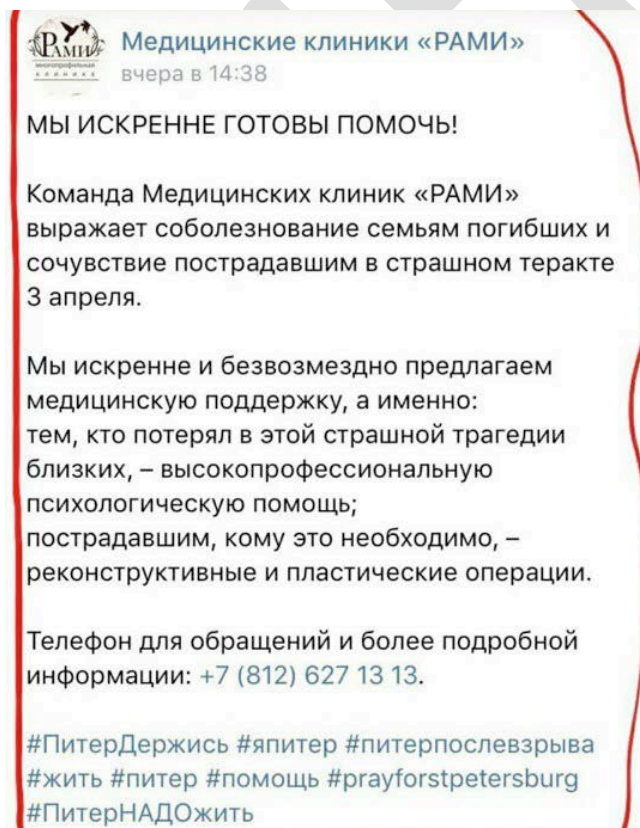 РАМИ
многопрофильная
клиника
Медицинские клиники «РАМИ»
вчера в 14:38
МЫ ИСКРЕННЕ ГОТОВЫ ПОМОЧЬ!
Команда Медицинских клиник «РАМИ»
выражает соболезнование семьям погибших и
сочувствие пострадавшим в страшном теракте
3 апреля.
Мы искренне и безвозмездно предлагаем
медицинскую поддержку, а именно:
тем, кто потерял в этой страшной трагедии
близких, – высокопрофессиональную
психологическую помощь;
пострадавшим, кому это необходимо, –
реконструктивные и пластические операции.
Телефон для обращений и более подробной
информации: +7 (812) 627 13 13.
#ПитерДержись #япитер #питерпослевзрыва
#жить #питер #помощь #prayforstpetersburg
#ПитерНАДОжить